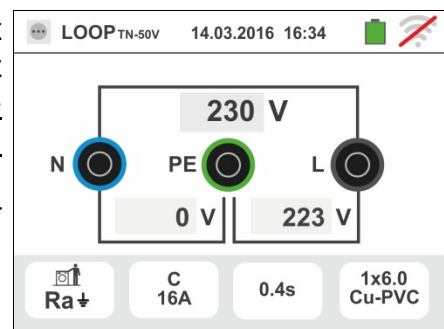 LOOP TN-50V 14.03.2016 16:34
230 V
N PE L
0 V 223 V
Ra C 0.4s 1x6.0
16A Cu-PVC